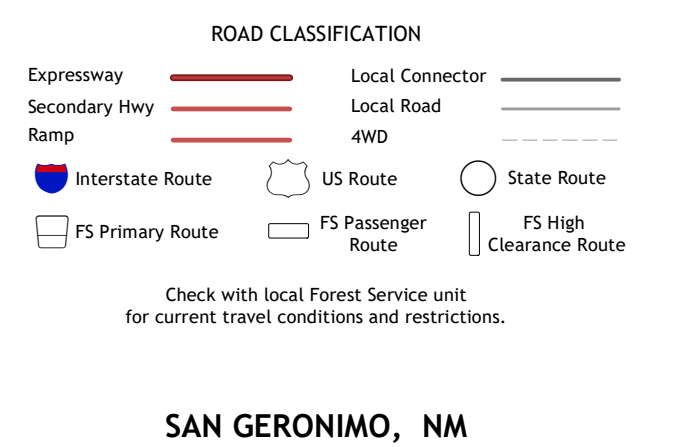 ROAD CLASSIFICATION
Expressway
Local Connector
Secondary Hwy
Local Road
Ramp
4WD
Interstate Route
US Route
State Route
FS Primary Route
FS Passenger
Route
FS High
Clearance Route
Check with local Forest Service unit
for current travel conditions and restrictions.
SAN GERONIMO, NM